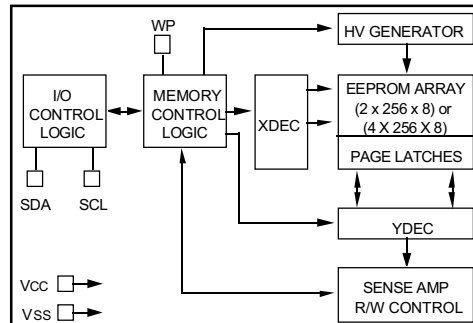 WP
HV GENERATOR
I/O
CONTROL
LOGIC
MEMORY
CONTROL
LOGIC
XDEC
EEPROM ARRAY
(2 x 256 x 8) or
(4 X 256 X 8)
PAGE LATCHES
SDA
SCL
YDEC
VCC
VSS
SENSE AMP
R/W CONTROL